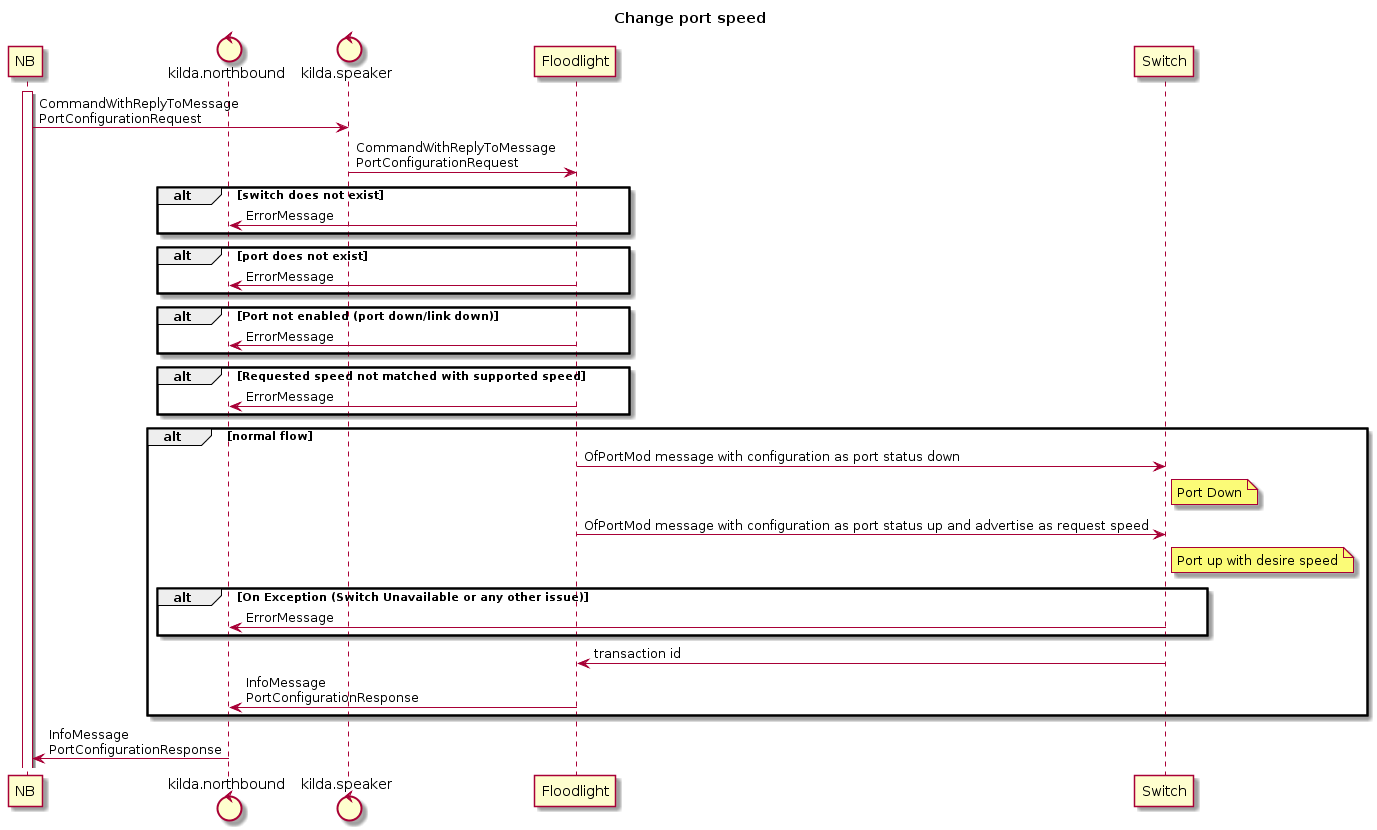 Change port speed
NB
kilda.northbound
kilda.speaker
Floodlight
Switch
CommandWithReplyToMessage
PortConfigurationRequest
CommandWithReplyToMessage
PortConfigurationRequest
alt [switch does not exist]
ErrorMessage
alt [port does not exist]
ErrorMessage
alt [Port not enabled (port down/link down)]
ErrorMessage
alt [Requested speed not matched with supported speed]
ErrorMessage
alt [normal flow]
OfPortMod message with configuration as port status down
Port Down
OfPortMod message with configuration as port status up and advertise as request speed
Port up with desire speed
alt [On Exception (Switch Unavailable or any other issue)]
ErrorMessage
transaction id
InfoMessage
PortConfigurationResponse
InfoMessage
PortConfigurationResponse
NB
kilda.northbound
kilda.speaker
Floodlight
Switch